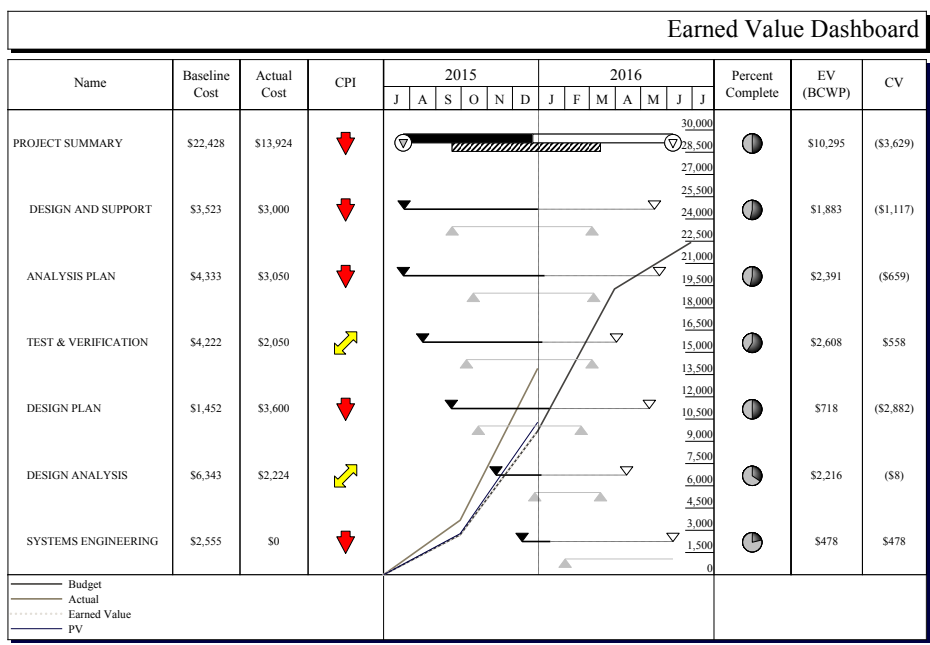 Earned Value Dashboard
Name Baseline Cost Actual Cost CPI 2015 2016 Percent Complete EV (BCWP) CV
J A S O N D J F M A M J J
30,000
PROJECT SUMMARY $22,428 $13,924 $10,295 ($3,629)
28,500
27,000
25,500
DESIGN AND SUPPORT $3,523 $3,000 24,000 $1,883 ($1,117)
22,500
21,000
ANALYSIS PLAN $4,333 $3,050 19,500 $2,391 ($659)
18,000
16,500
TEST & VERIFICATION $4,222 $2,050 15,000 $2,608 $558
13,500
12,000
DESIGN PLAN $1,452 $3,600 10,500 $718 ($2,882)
9,000
7,500
DESIGN ANALYSIS $6,343 $2,224 6,000 $2,216 ($8)
4,500
3,000
SYSTEMS ENGINEERING $2,555 $0 1,500 $478 $478
0
Budget
Actual
Earned Value
PV